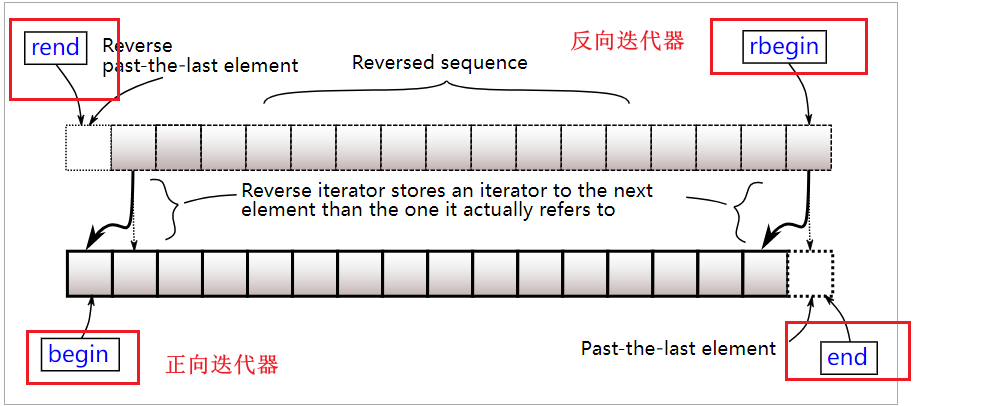 rend
Reverse
past-the-last element
反向迭代器
rbegin
Reversed sequence
Reverse iterator stores an iterator to the next
element than the one it actually refers to
begin
正向迭代器
Past-the-last element
end